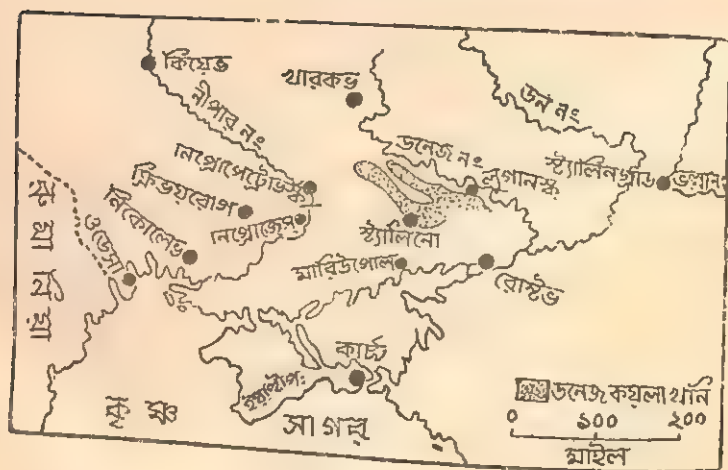 কিয়েভ
খারকভ
নীপার নং
ডন নং
ডনেজ নং
নিপ্রোপেট্রোভস্ক
লুগানস্ক
স্ট্যালিনগ্রাড
ক্রিভয়রোগ
নিপ্রোজেস
স্ট্যালিনো
নিকোলেভ
ওডেসা
মারিউপোল
রোস্টভ
রুমানিয়া
কার্চ্চ
কৃষ্ণ
সাগর
ডনেজ কয়লাখনি
০ ১০০ ২০০
মাইল